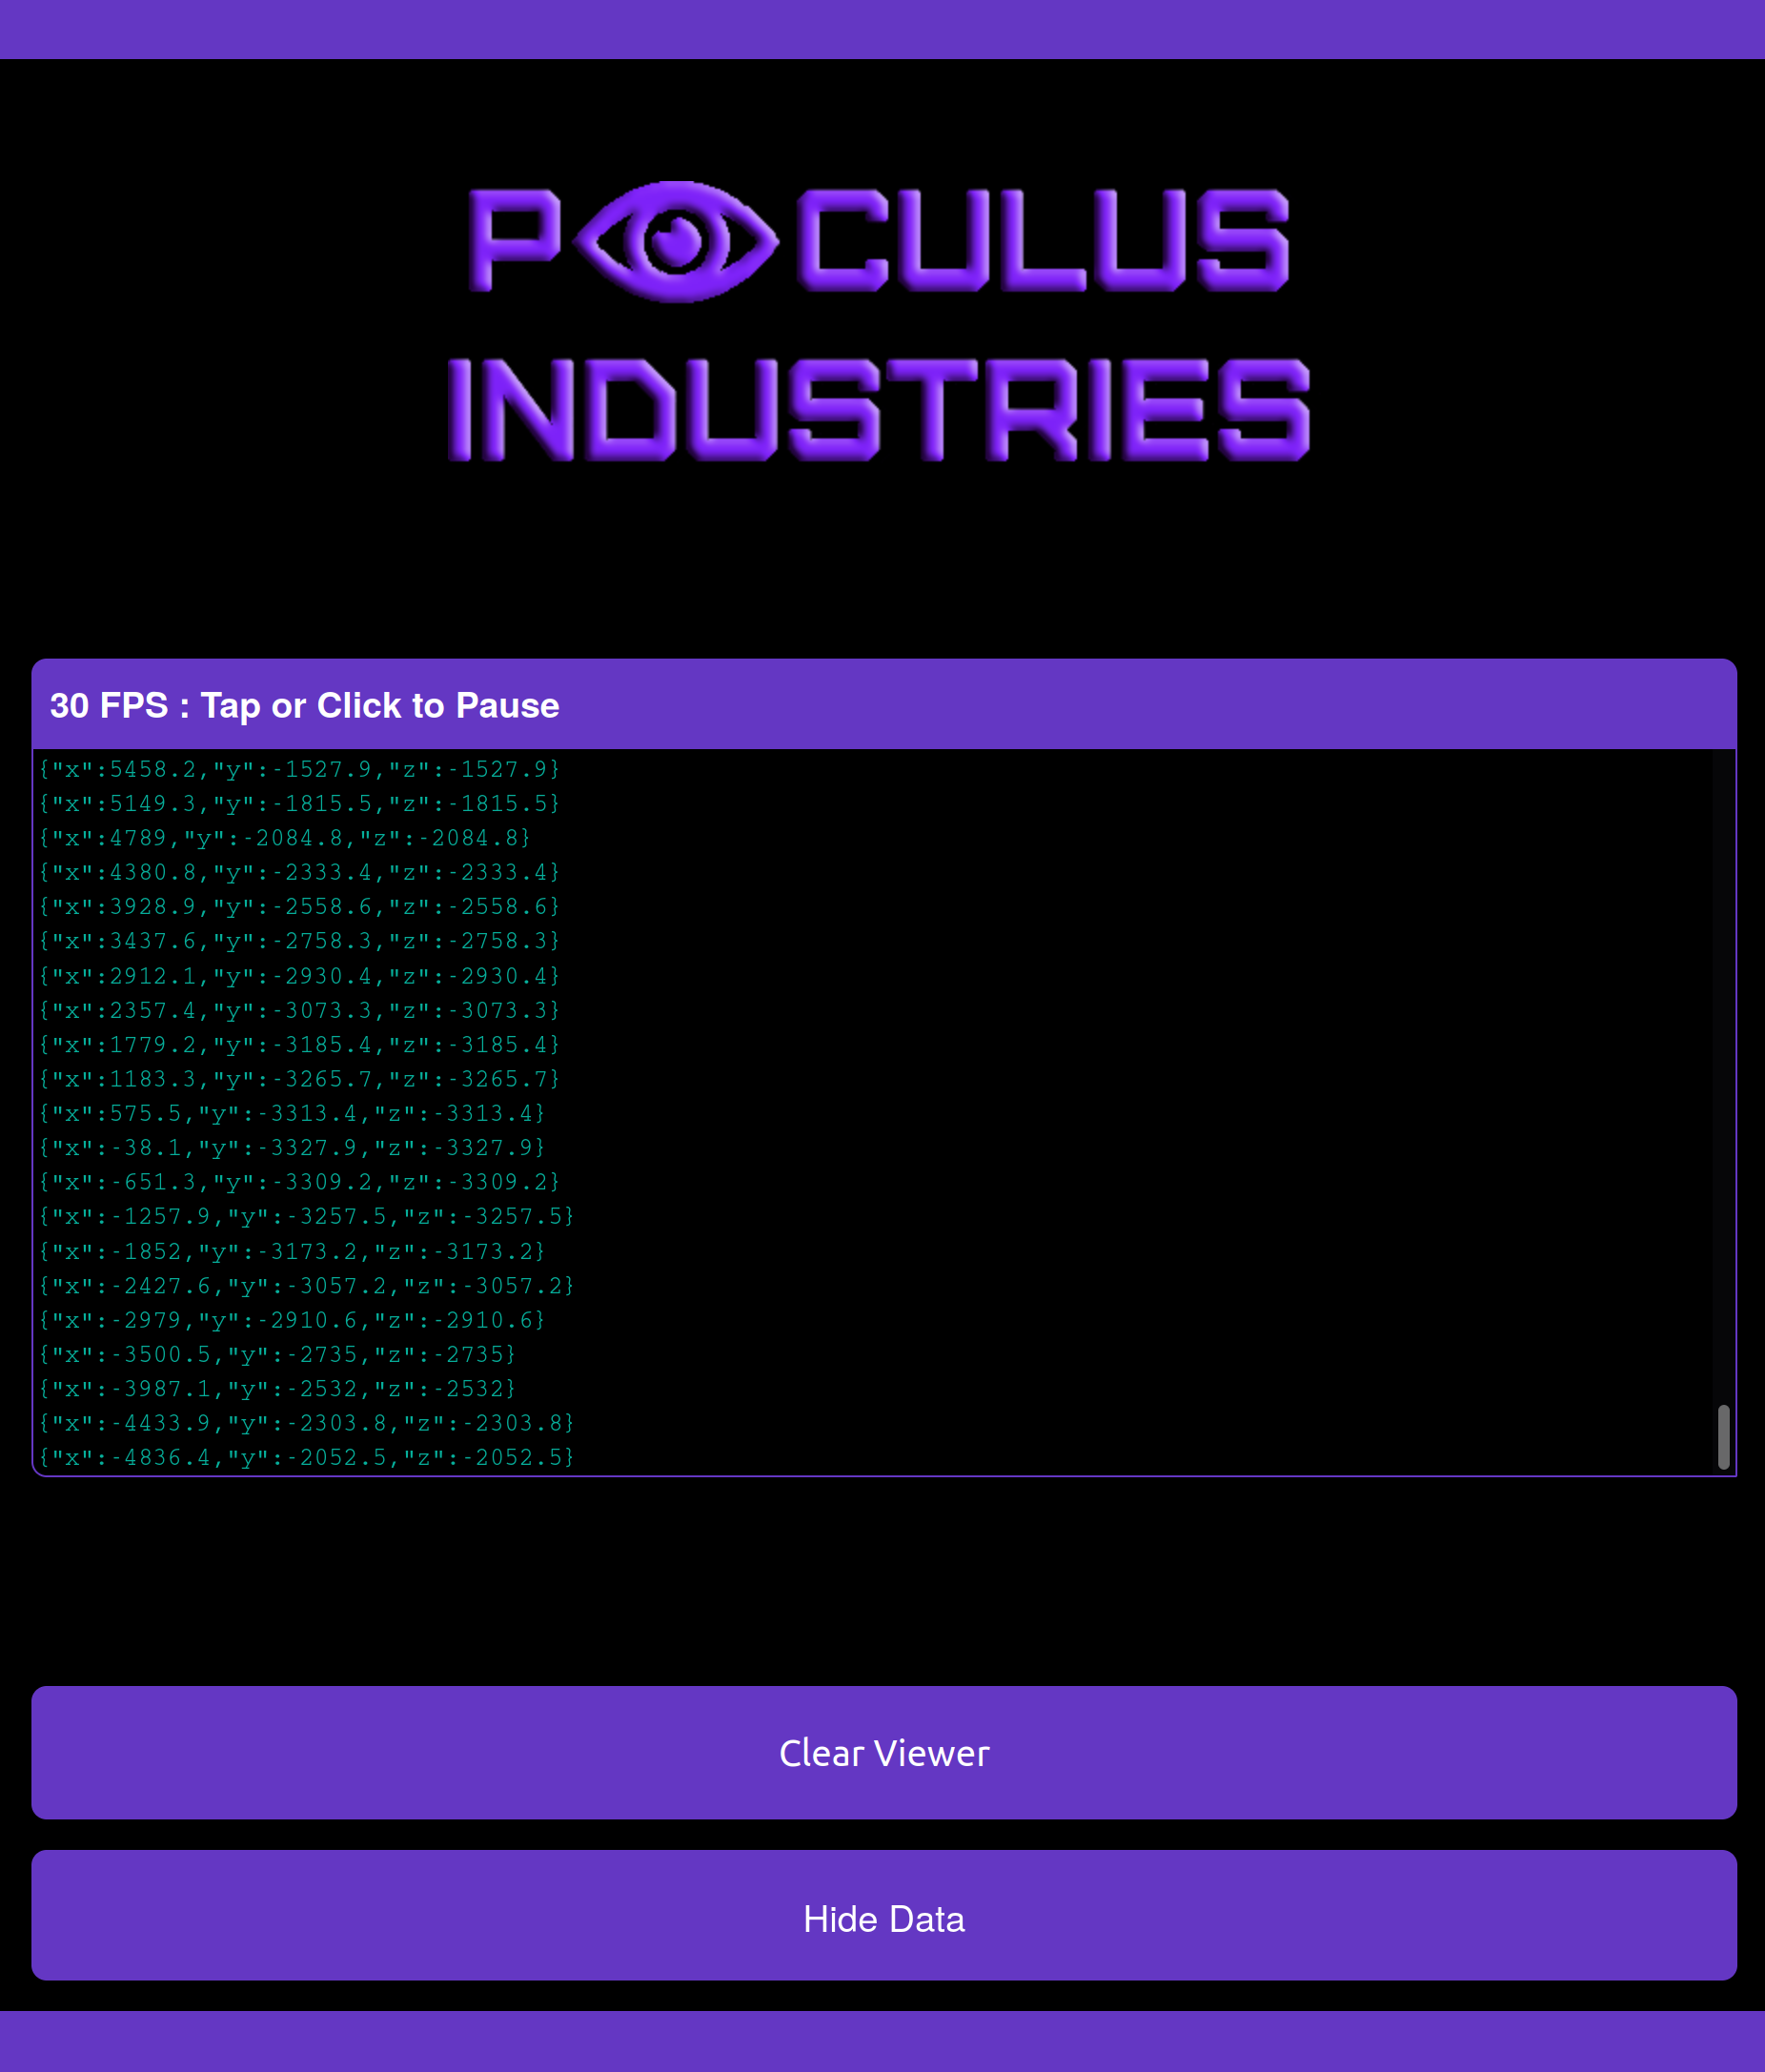 POCULUS
INDUSTRIES
30 FPS : Tap or Click to Pause
{"x":5458.2,"y":-1527.9,"z":-1527.9}
{"x":5149.3,"y":-1815.5,"z":-1815.5}
{"x":4789,"y":-2084.8,"z":-2084.8}
{"x":4380.8,"y":-2333.4,"z":-2333.4}
{"x":3928.9,"y":-2558.6,"z":-2558.6}
{"x":3437.6,"y":-2758.3,"z":-2758.3}
{"x":2912.1,"y":-2930.4,"z":-2930.4}
{"x":2357.4,"y":-3073.3,"z":-3073.3}
{"x":1779.2,"y":-3185.4,"z":-3185.4}
{"x":1183.3,"y":-3265.7,"z":-3265.7}
{"x":575.5,"y":-3313.4,"z":-3313.4}
{"x":-38.1,"y":-3327.9,"z":-3327.9}
{"x":-651.3,"y":-3309.2,"z":-3309.2}
{"x":-1257.9,"y":-3257.5,"z":-3257.5}
{"x":-1852,"y":-3173.2,"z":-3173.2}
{"x":-2427.6,"y":-3057.2,"z":-3057.2}
{"x":-2979,"y":-2910.6,"z":-2910.6}
{"x":-3500.5,"y":-2735,"z":-2735}
{"x":-3987.1,"y":-2532,"z":-2532}
{"x":-4433.9,"y":-2303.8,"z":-2303.8}
{"x":-4836.4,"y":-2052.5,"z":-2052.5}
Clear Viewer
Hide Data